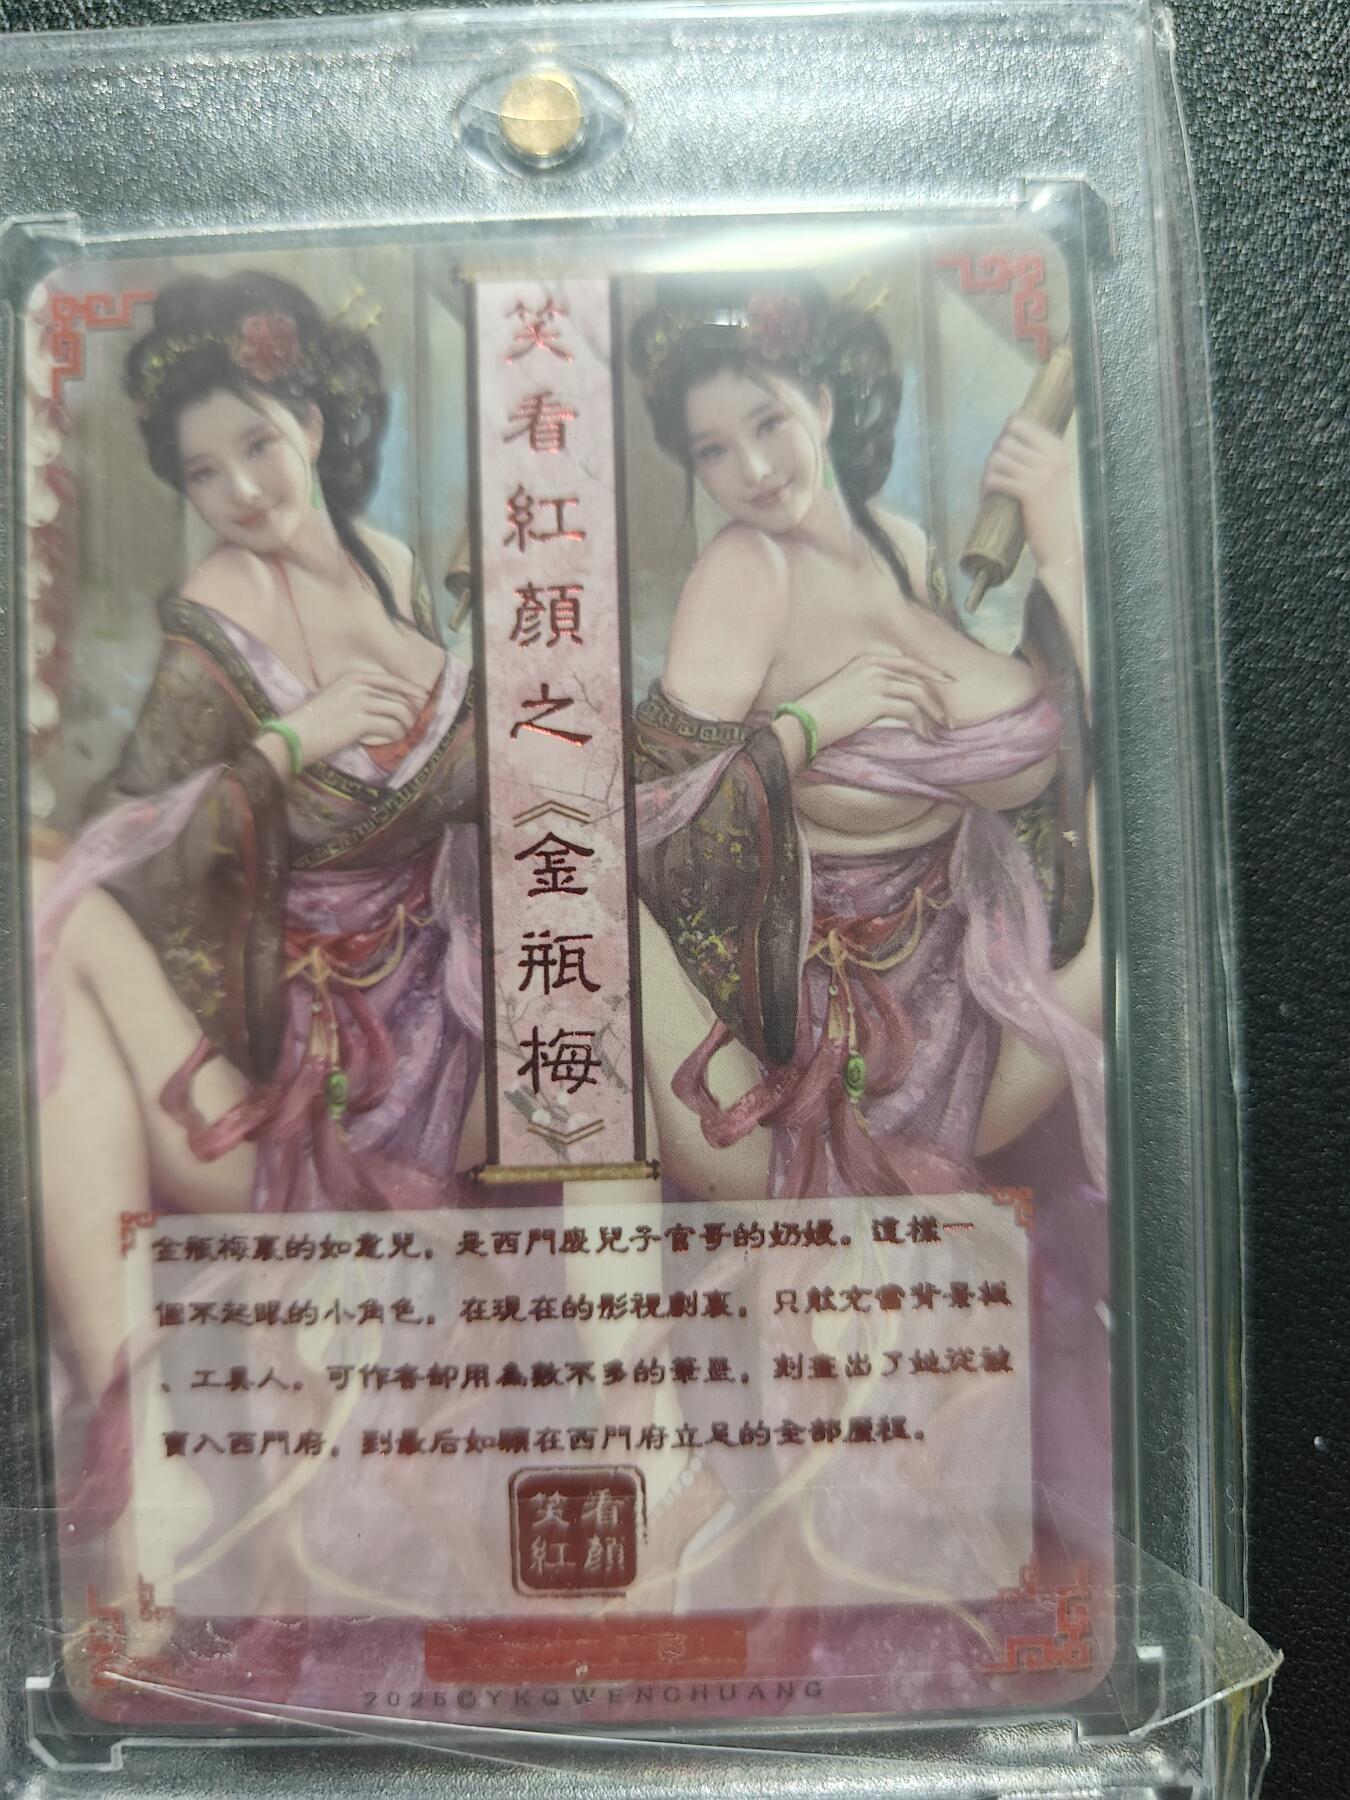 笑看紅顏之《金瓶梅》
金瓶梅裏的如意兒，是西門慶兒子官哥的奶嬤。這樣一
個不起眼的小角色，在現在的影視劇裏，只能充當背景板
、工具人。可作者卻用為數不多的筆墨，刻畫出了她從被
賣入西門府，到最后如願在西門府立足的全部歷程。
笑看
紅顏
2025©YKQWENCHUANG